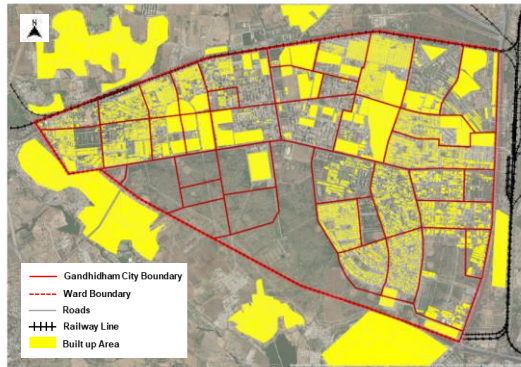 N
Gandhidham City Boundary
Ward Boundary
Roads
Railway Line
Built up Area